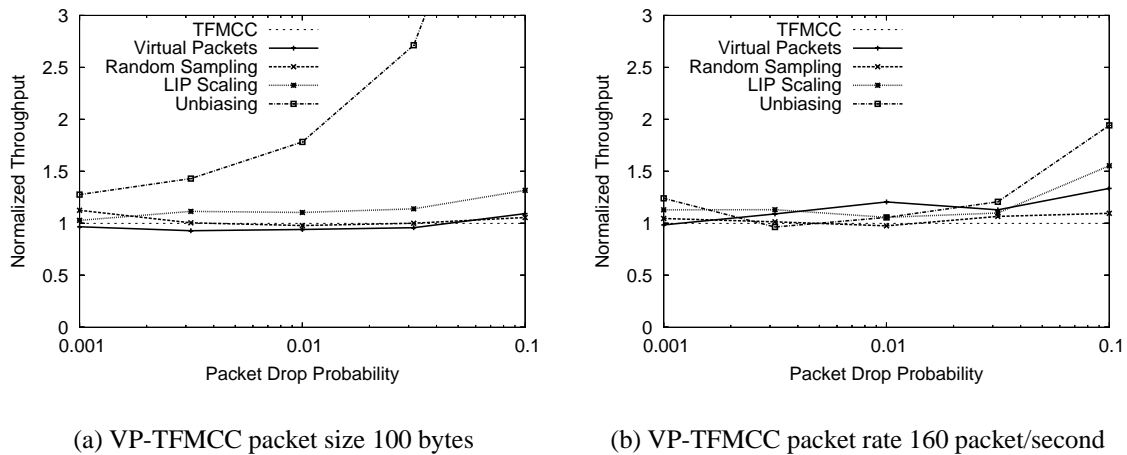 3
2.5
2
1.5
1
0.5
0
Normalized Throughput
TFMCC
Virtual Packets
Random Sampling
LIP Scaling
Unbiasing
0.001
0.01
0.1
Packet Drop Probability
(a) VP-TFMCC packet size 100 bytes
3
2.5
2
1.5
1
0.5
0
Normalized Throughput
TFMCC
Virtual Packets
Random Sampling
LIP Scaling
Unbiasing
0.001
0.01
0.1
Packet Drop Probability
(b) VP-TFMCC packet rate 160 packet/second